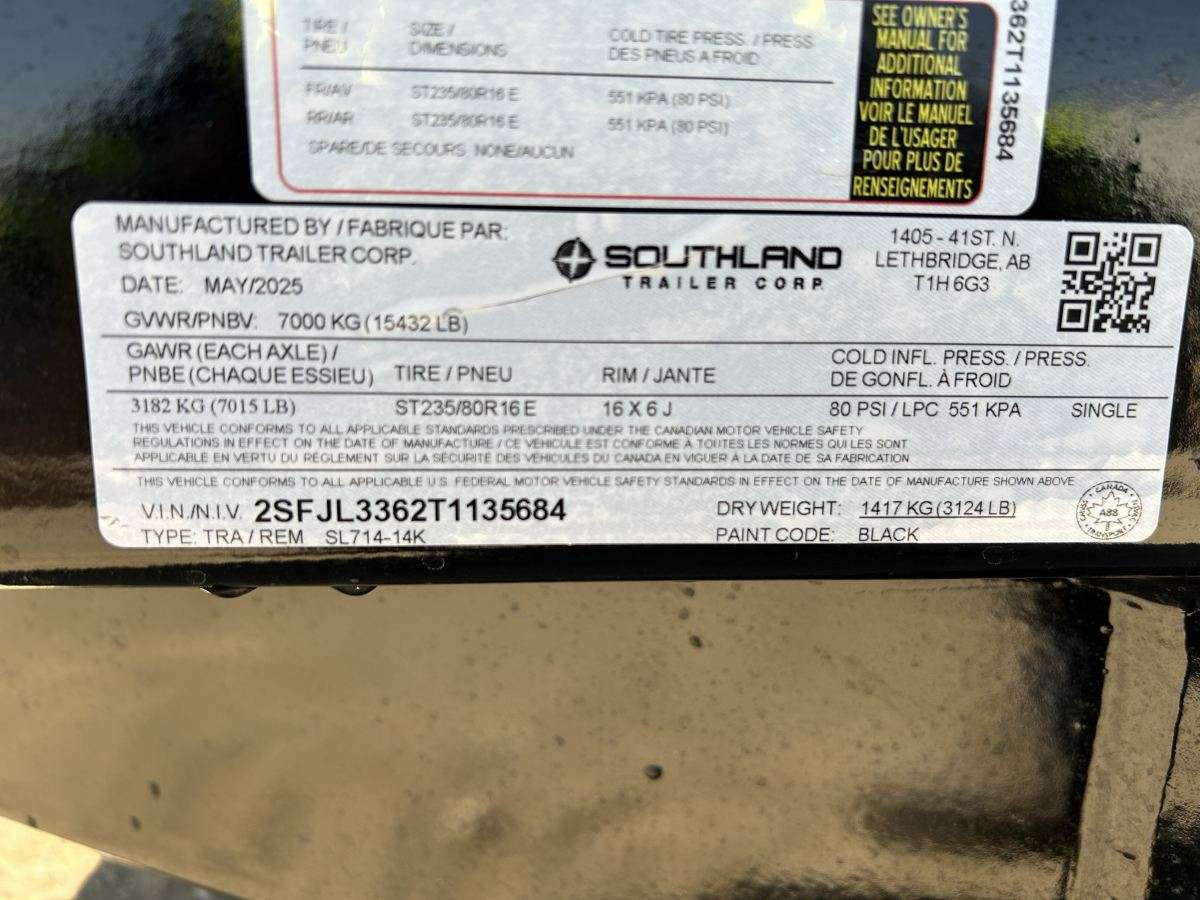 TIRE / SIZE / COLD TIRE PRESS. / PRESS
PNEU DIMENSIONS DES PNEUS A FROID
FR/AV ST235/80R16 E 551 KPA (80 PSI)
RR/AR ST235/80R16 E 551 KPA (80 PSI)
SPARE/DE SECOURS NONE/AUCUN
SEE OWNER'S
MANUAL FOR
ADDITIONAL
INFORMATION
VOIR LE MANUEL
DE L'USAGER
POUR PLUS DE
RENSEIGNEMENTS
362T1135684
MANUFACTURED BY / FABRIQUE PAR:
SOUTHLAND TRAILER CORP.
DATE: MAY/2025
SOUTHLAND
TRAILER CORP.
1405 - 41ST. N.
LETHBRIDGE, AB
T1H 6G3
GVWR/PNBV: 7000 KG (15432 LB)
GAWR (EACH AXLE) /
PNBE (CHAQUE ESSIEU) TIRE / PNEU RIM / JANTE
COLD INFL. PRESS. / PRESS.
DE GONFL. À FROID
3182 KG (7015 LB) ST235/80R16 E 16 X 6 J 80 PSI / LPC 551 KPA SINGLE
THIS VEHICLE CONFORMS TO ALL APPLICABLE STANDARDS PRESCRIBED UNDER THE CANADIAN MOTOR VEHICLE SAFETY
REGULATIONS IN EFFECT ON THE DATE OF MANUFACTURE / CE VEHICULE EST CONFORME À TOUTES LES NORMES QUI LES SONT
APPLICABLE EN VERTU DU RÉGLEMENT SUR LA SÉCURITÉ DES VÉHICULES DU CANADA EN VIGUER À LA DATE DE SA FABRICATION
THIS VEHICLE CONFORMS TO ALL APPLICABLE U.S. FEDERAL MOTOR VEHICLE SAFETY STANDARDS IN EFFECT ON THE DATE OF MANUFACTURE SHOWN ABOVE
V.I.N./N.I.V. 2SFJL3362T1135684 DRY WEIGHT: 1417 KG (3124 LB)
TYPE: TRA / REM SL714-14K PAINT CODE: BLACK
CANADA
A88
TRANSPORT